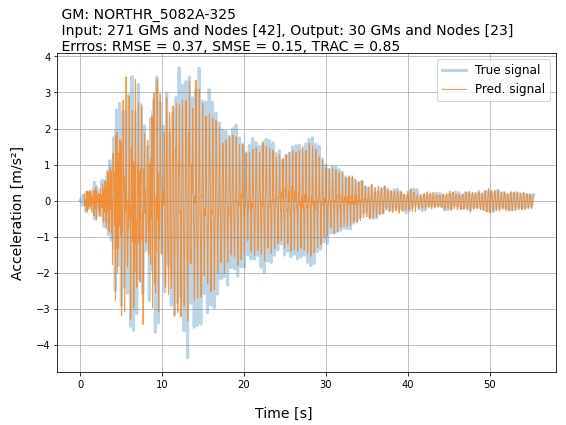 GM: NORTHR_5082A-325
Input: 271 GMs and Nodes [42], Output: 30 GMs and Nodes [23]
Errros: RMSE = 0.37, SMSE = 0.15, TRAC = 0.85
True signal
Pred. signal
4
3
2
1
0
−1
−2
−3
−4
Acceleration [m/s²]
0 10 20 30 40 50
Time [s]